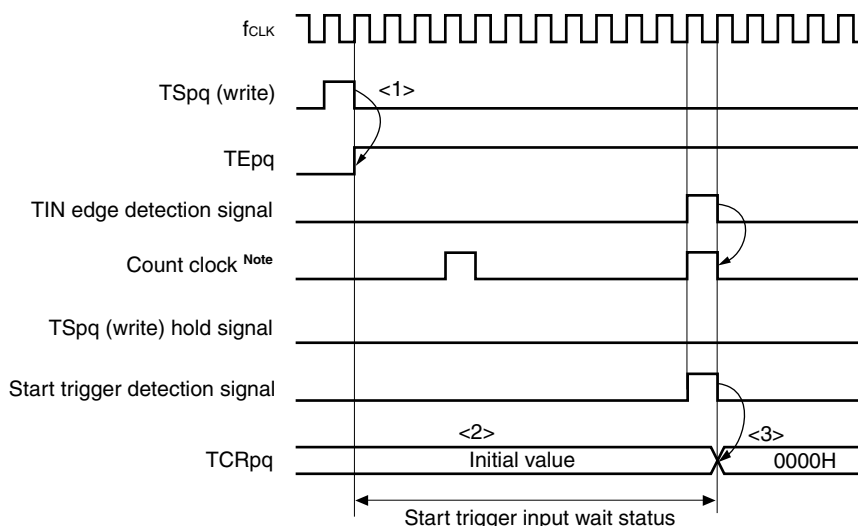 fCLK
TSpq (write)
<1>
TEpq
TIN edge detection signal
Count clock Note
TSpq (write) hold signal
Start trigger detection signal
<2>
<3>
TCRpq
Initial value
0000H
Start trigger input wait status